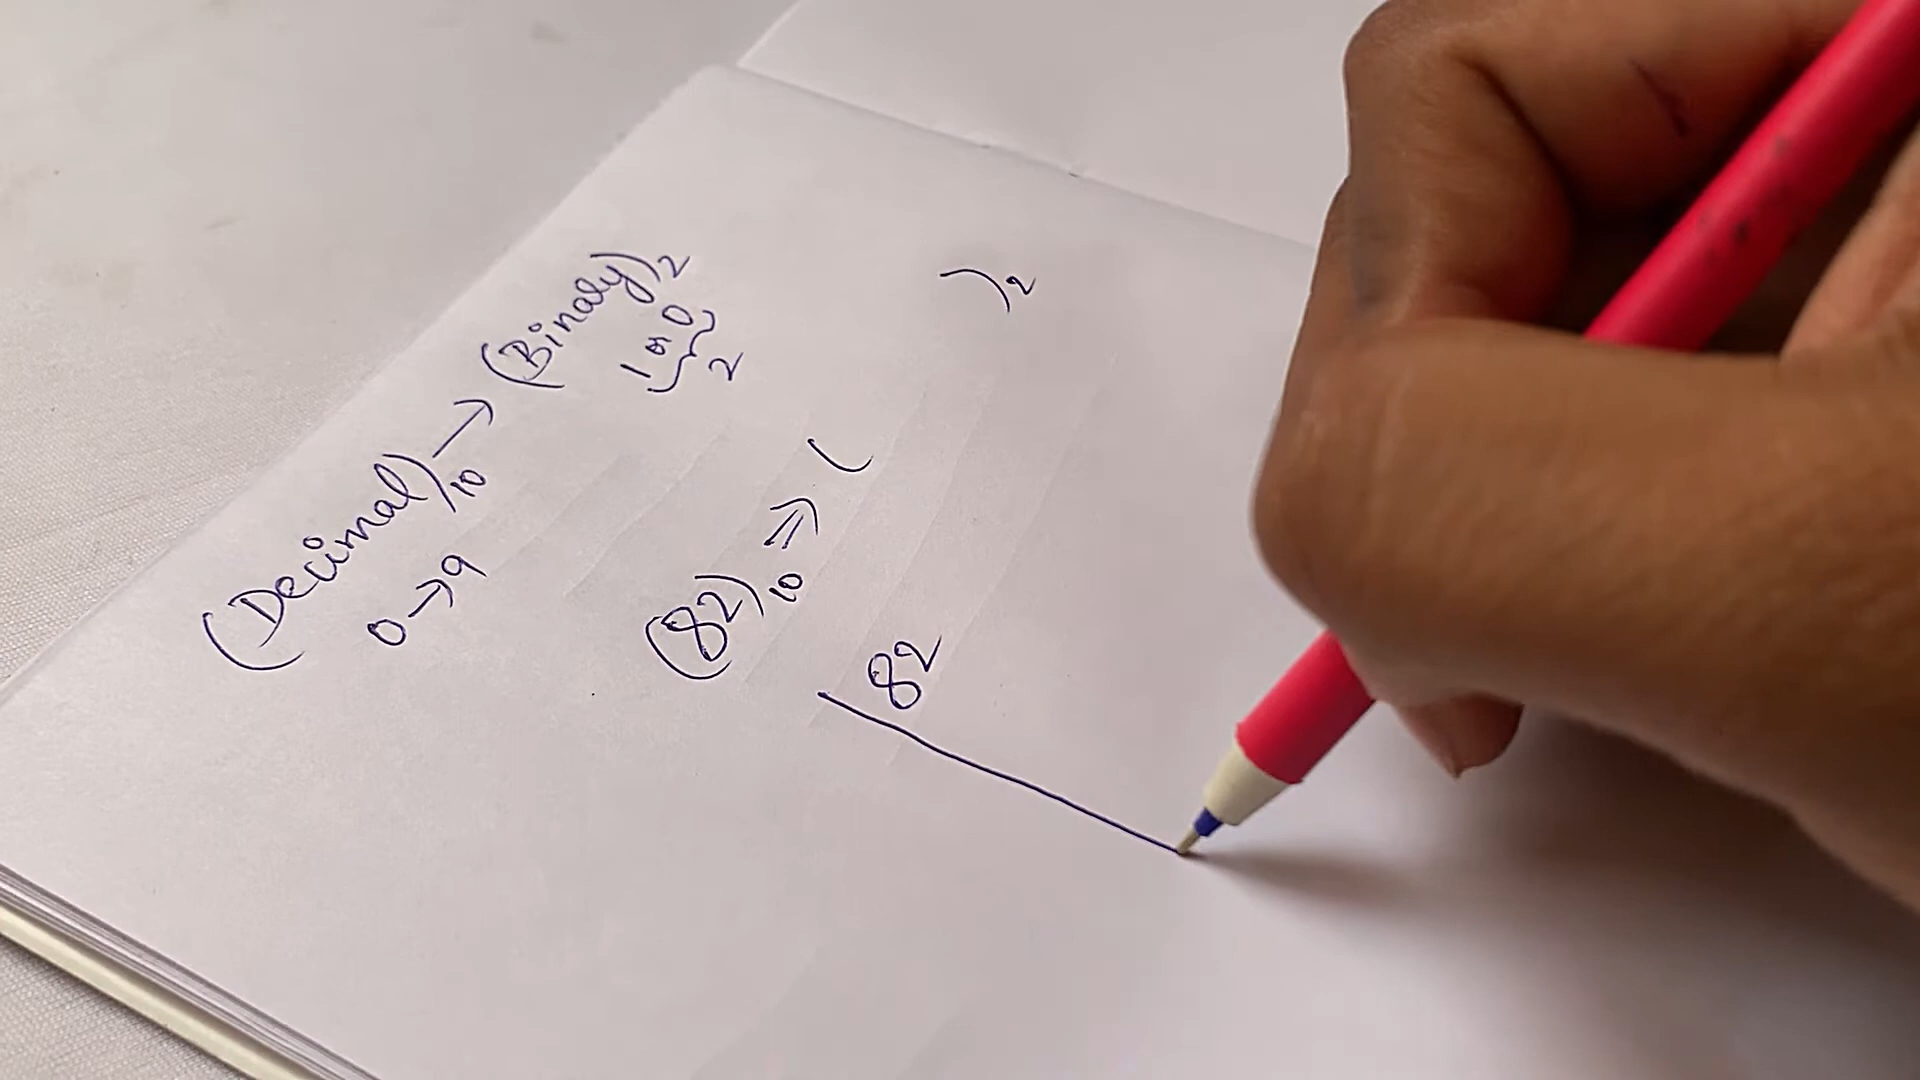 (Decimal)₁₀ → (Binary)₂
0 → 9 1 or 0
2
(82)₁₀ ⇒ ( )₂
82